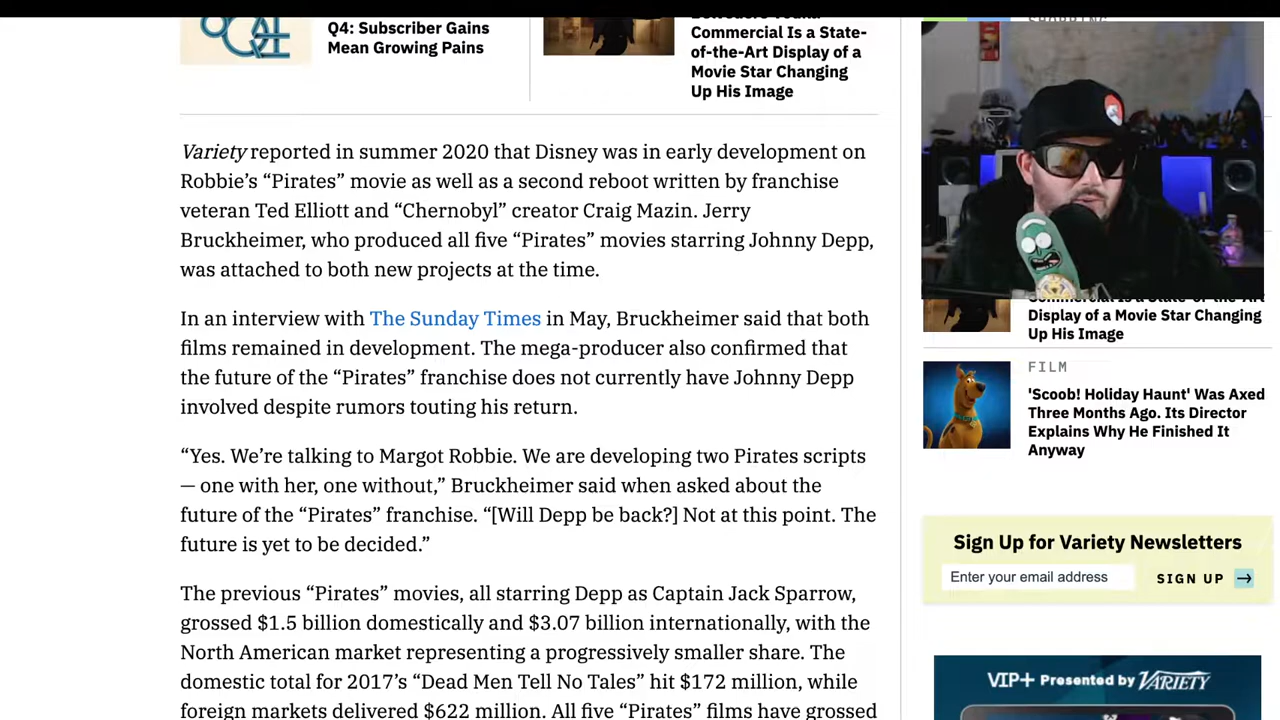 Q4: Subscriber Gains
Mean Growing Pains
Commercial Is a State-
of-the-Art Display of a
Movie Star Changing
Up His Image
Variety reported in summer 2020 that Disney was in early development on
Robbie’s “Pirates” movie as well as a second reboot written by franchise
veteran Ted Elliott and “Chernobyl” creator Craig Mazin. Jerry
Bruckheimer, who produced all five “Pirates” movies starring Johnny Depp,
was attached to both new projects at the time.
In an interview with The Sunday Times in May, Bruckheimer said that both
films remained in development. The mega-producer also confirmed that
the future of the “Pirates” franchise does not currently have Johnny Depp
involved despite rumors touting his return.
“Yes. We’re talking to Margot Robbie. We are developing two Pirates scripts
— one with her, one without,” Bruckheimer said when asked about the
future of the “Pirates” franchise. “[Will Depp be back?] Not at this point. The
future is yet to be decided.”
The previous “Pirates” movies, all starring Depp as Captain Jack Sparrow,
grossed $1.5 billion domestically and $3.07 billion internationally, with the
North American market representing a progressively smaller share. The
domestic total for 2017’s “Dead Men Tell No Tales” hit $172 million, while
foreign markets delivered $622 million. All five “Pirates” films have grossed
Commercial Is a State-of-the-Art
Display of a Movie Star Changing
Up His Image
FILM
'Scoob! Holiday Haunt' Was Axed
Three Months Ago. Its Director
Explains Why He Finished It
Anyway
Sign Up for Variety Newsletters
Enter your email address
SIGN UP
VIP+ Presented by VARIETY